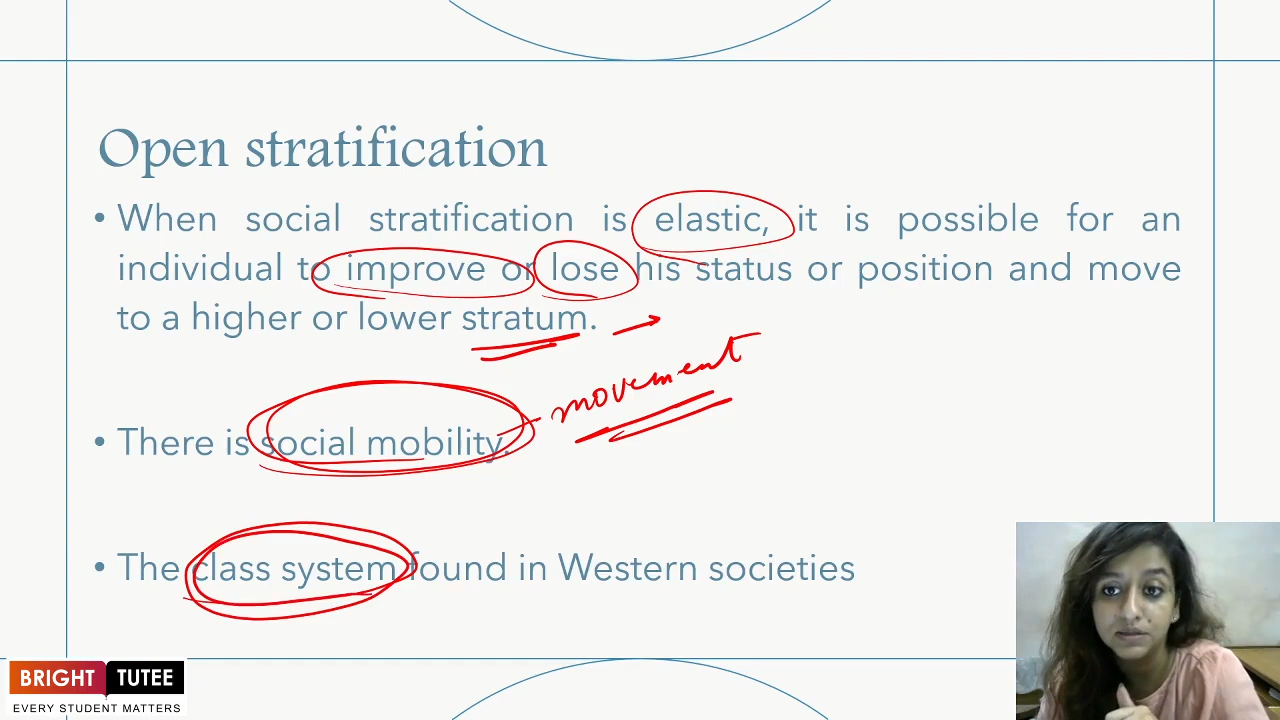 Open stratification
• When social stratification is elastic, it is possible for an
individual to improve or lose his status or position and move
to a higher or lower stratum.
movement
• There is social mobility.
• The class system found in Western societies
BRIGHT TUTEE
EVERY STUDENT MATTERS